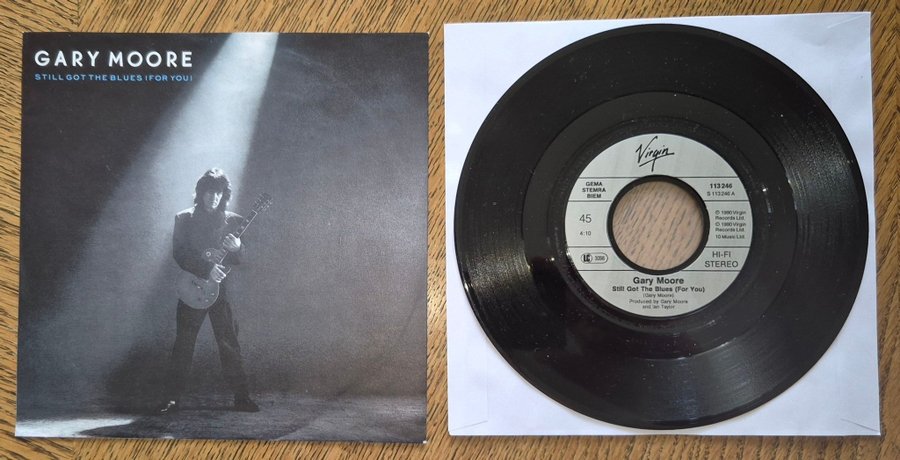 GARY MOORE
STILL GOT THE BLUES (FOR YOU)
Virgin
GEMA
STEMRA
BIEM
45
4:10
LC 3098
113 246
S 113 246 A
Ⓟ 1990 Virgin
Records Ltd.
© 1990 Virgin
Records Ltd.
10 Music Ltd.
HI-FI
STEREO
Gary Moore
Still Got The Blues (For You)
(Gary Moore)
Produced by Gary Moore
and Ian Taylor